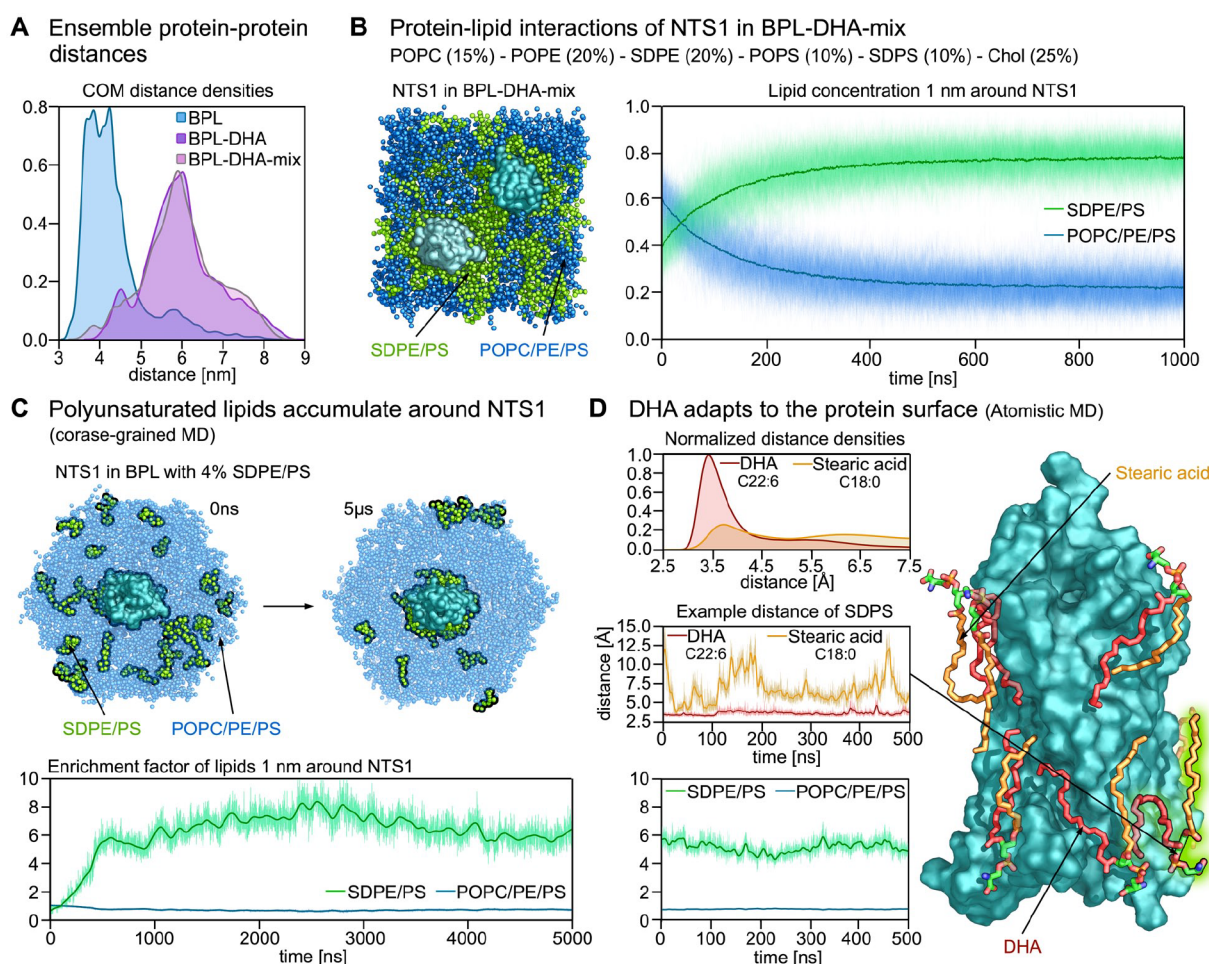 A Ensemble protein-protein
distances
COM distance densities
BPL
BPL-DHA
BPL-DHA-mix
0.8
0.6
0.4
0.2
0.0
3 4 5 6 7 8 9
distance [nm]
B Protein-lipid interactions of NTS1 in BPL-DHA-mix
POPC (15%) - POPE (20%) - SDPE (20%) - POPS (10%) - SDPS (10%) - Chol (25%)
NTS1 in BPL-DHA-mix
SDPE/PS POPC/PE/PS
Lipid concentration 1 nm around NTS1
1.0
0.8
0.6
0.4
0.2
0.0
SDPE/PS
POPC/PE/PS
0 200 400 600 800 1000
time [ns]
C Polyunsaturated lipids accumulate around NTS1
(corase-grained MD)
NTS1 in BPL with 4% SDPE/PS
0ns
5µs
SDPE/PS POPC/PE/PS
Enrichment factor of lipids 1 nm around NTS1
10
8
6
4
2
0
SDPE/PS POPC/PE/PS
0 1000 2000 3000 4000 5000
time [ns]
D DHA adapts to the protein surface (Atomistic MD)
Normalized distance densities
1.0
0.8
0.6
0.4
0.2
0.0
DHA Stearic acid
C22:6 C18:0
2.5 3.5 4.5 5.5 6.5 7.5
distance [Å]
Example distance of SDPS
distance [Å]
15.0
12.5
10.0
7.5
5.0
2.5
DHA Stearic acid
C22:6 C18:0
0 100 200 300 400 500
time [ns]
10
8
6
4
2
0
SDPE/PS POPC/PE/PS
0 100 200 300 400 500
time [ns]
Stearic acid
DHA